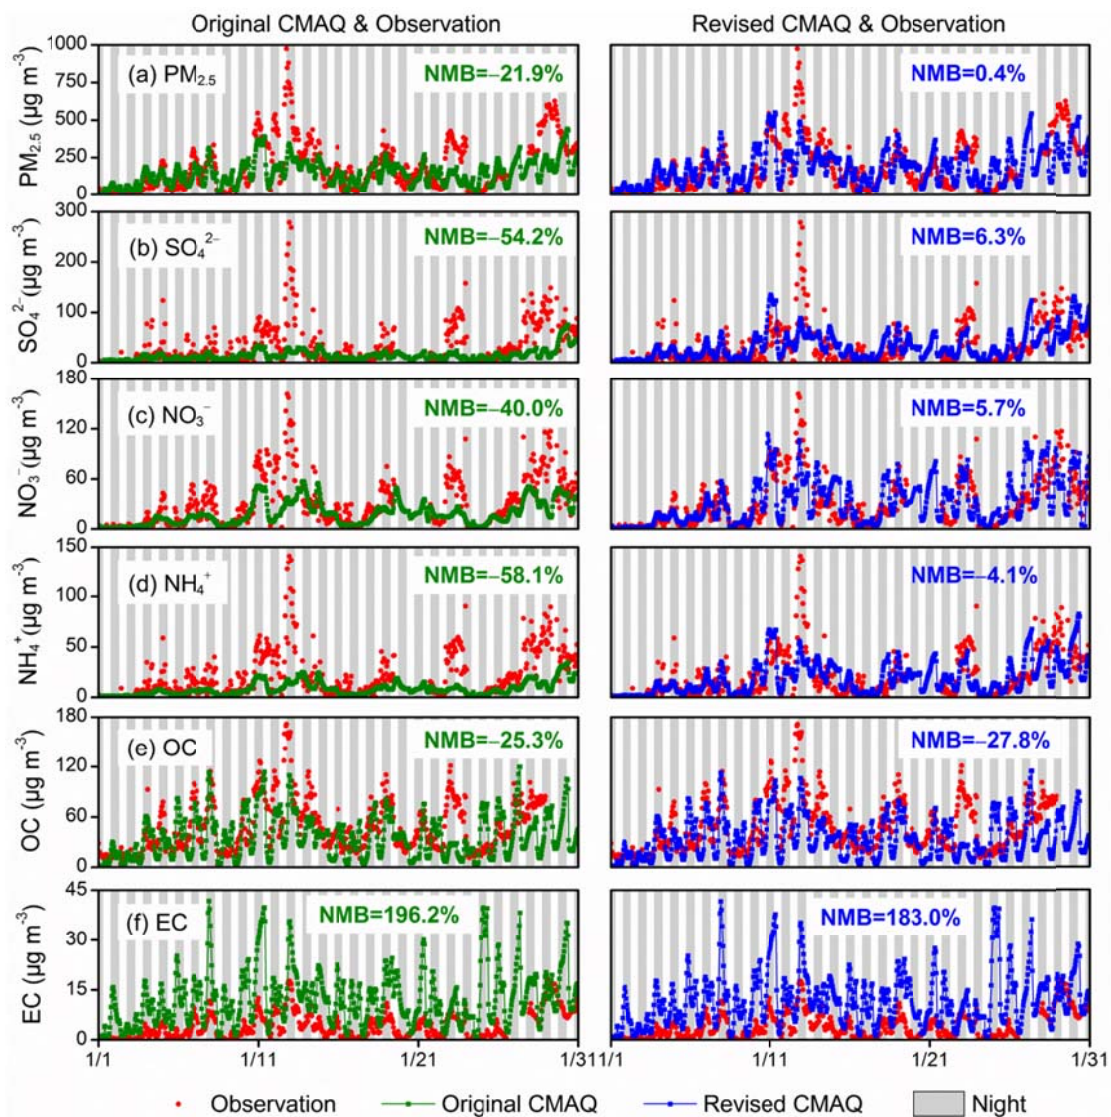 Original CMAQ & Observation
Revised CMAQ & Observation
1000
750
500
250
0
PM2.5 (μg m-3)
(a) PM2.5
NMB=−21.9%
NMB=0.4%
300
200
100
0
SO4 2− (μg m-3)
(b) SO4 2−
NMB=−54.2%
NMB=6.3%
180
120
60
0
NO3− (μg m-3)
(c) NO3−
NMB=−40.0%
NMB=5.7%
150
100
50
0
NH4+ (μg m-3)
(d) NH4+
NMB=−58.1%
NMB=−4.1%
180
120
60
0
OC (μg m-3)
(e) OC
NMB=−25.3%
NMB=−27.8%
45
30
15
0
EC (μg m-3)
(f) EC
NMB=196.2%
NMB=183.0%
1/1 1/11 1/21 1/31 1/1 1/11 1/21 1/31
Observation Original CMAQ Revised CMAQ Night